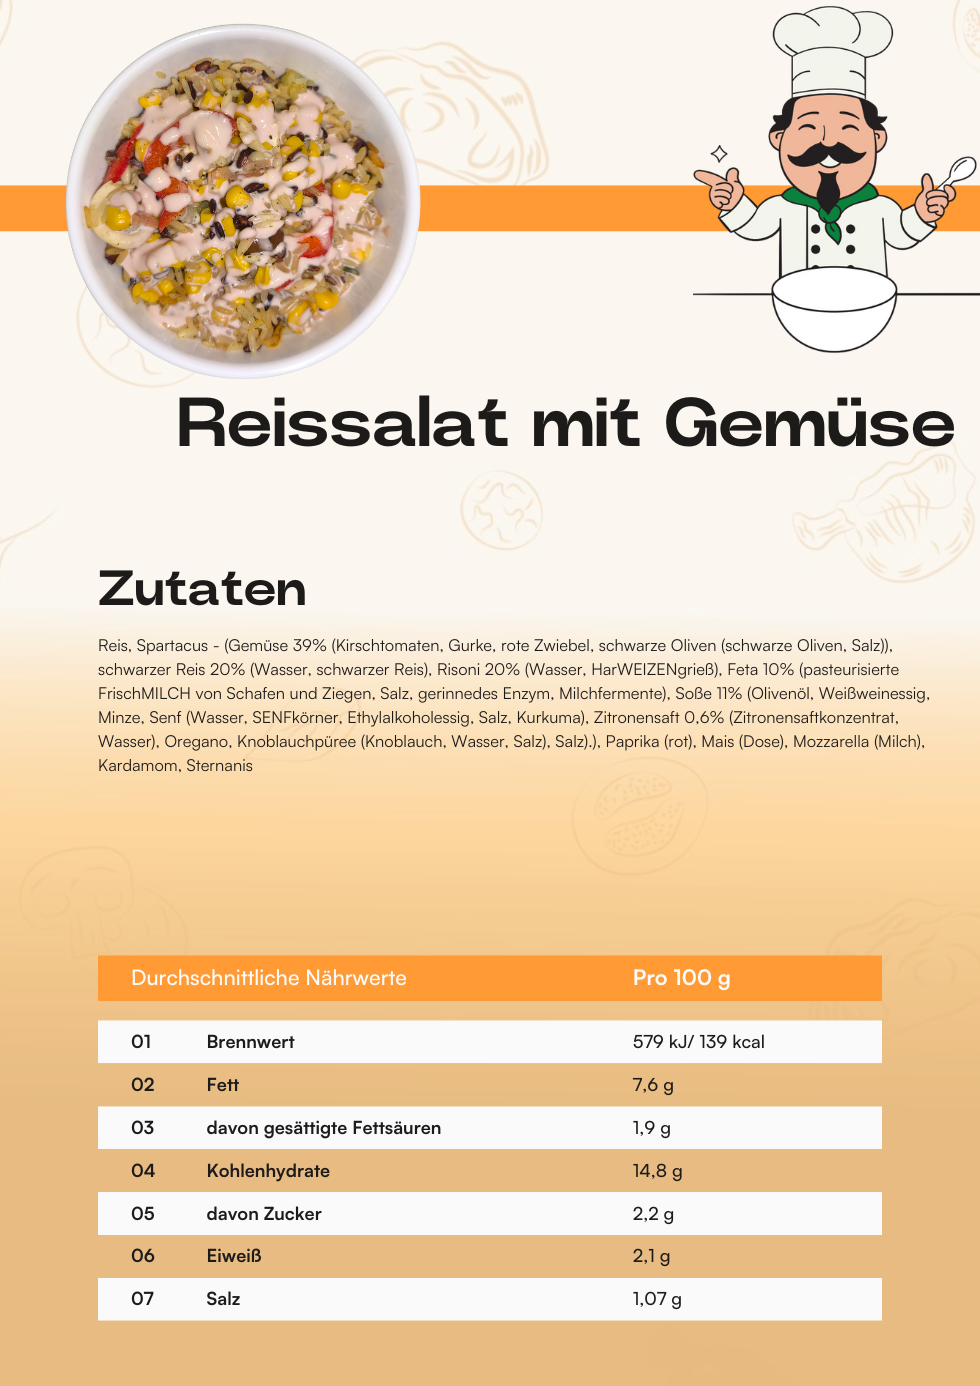 Reissalat mit Gemüse
Zutaten
Reis, Spartacus - (Gemüse 39% (Kirschtomaten, Gurke, rote Zwiebel, schwarze Oliven (schwarze Oliven, Salz)),
schwarzer Reis 20% (Wasser, schwarzer Reis), Risoni 20% (Wasser, HarWEIZENgrieß), Feta 10% (pasteurisierte
FrischMILCH von Schafen und Ziegen, Salz, gerinnedes Enzym, Milchfermente), Soße 11% (Olivenöl, Weißweinessig,
Minze, Senf (Wasser, SENFkörner, Ethylalkoholessig, Salz, Kurkuma), Zitronensaft 0,6% (Zitronensaftkonzentrat,
Wasser), Oregano, Knoblauchpüree (Knoblauch, Wasser, Salz), Salz).), Paprika (rot), Mais (Dose), Mozzarella (Milch),
Kardamom, Sternanis
Durchschnittliche Nährwerte Pro 100 g
01 Brennwert 579 kJ/ 139 kcal
02 Fett 7,6 g
03 davon gesättigte Fettsäuren 1,9 g
04 Kohlenhydrate 14,8 g
05 davon Zucker 2,2 g
06 Eiweiß 2,1 g
07 Salz 1,07 g